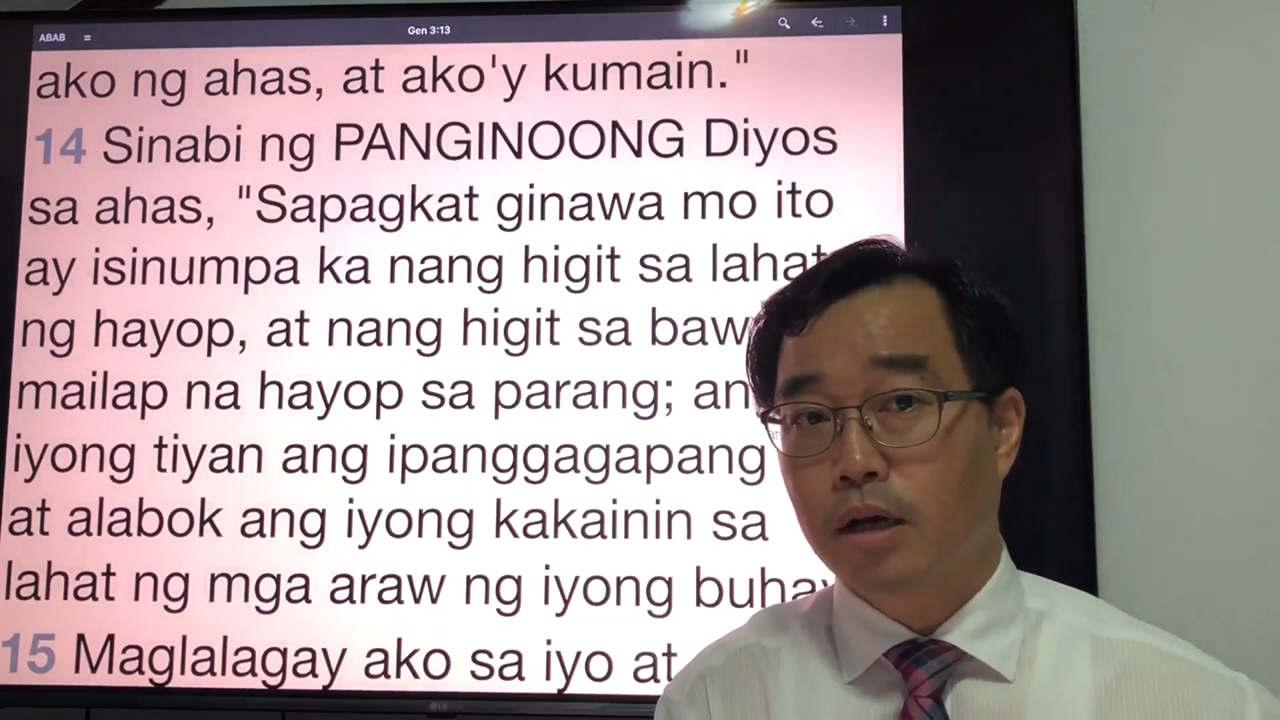 ABAB
Gen 3:13
ako ng ahas, at ako'y kumain."
14 Sinabi ng PANGINOONG Diyos
sa ahas, "Sapagkat ginawa mo ito
ay isinumpa ka nang higit sa lahat
ng hayop, at nang higit sa baw
mailap na hayop sa parang; an
iyong tiyan ang ipanggagapang
at alabok ang iyong kakainin sa
lahat ng mga araw ng iyong buhay
15 Maglalagay ako sa iyo at
LG